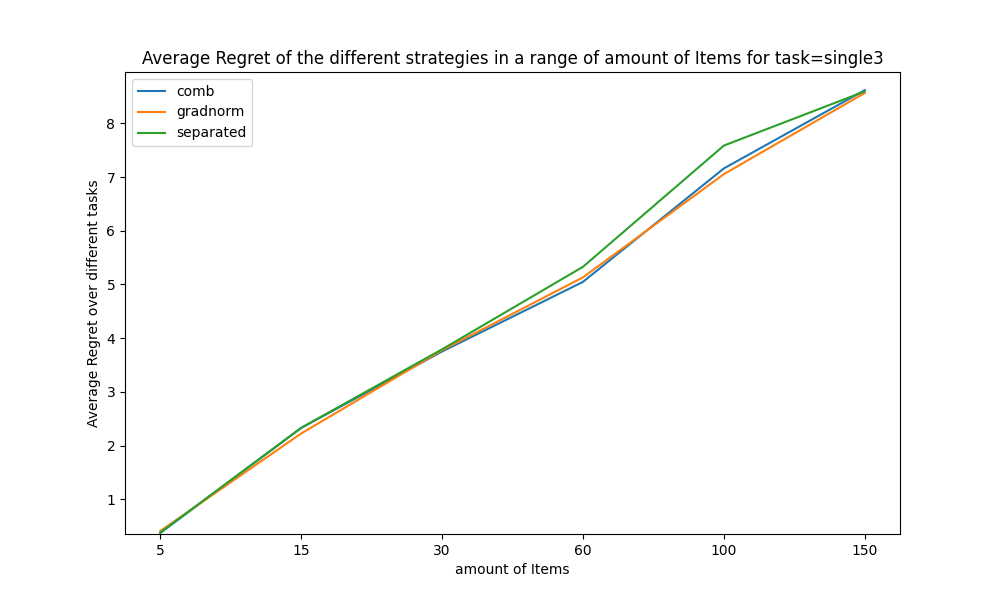 Average Regret of the different strategies in a range of amount of Items for task=single3
comb
gradnorm
separated
Average Regret over different tasks
8
7
6
5
4
3
2
1
5 15 30 60 100 150
amount of Items